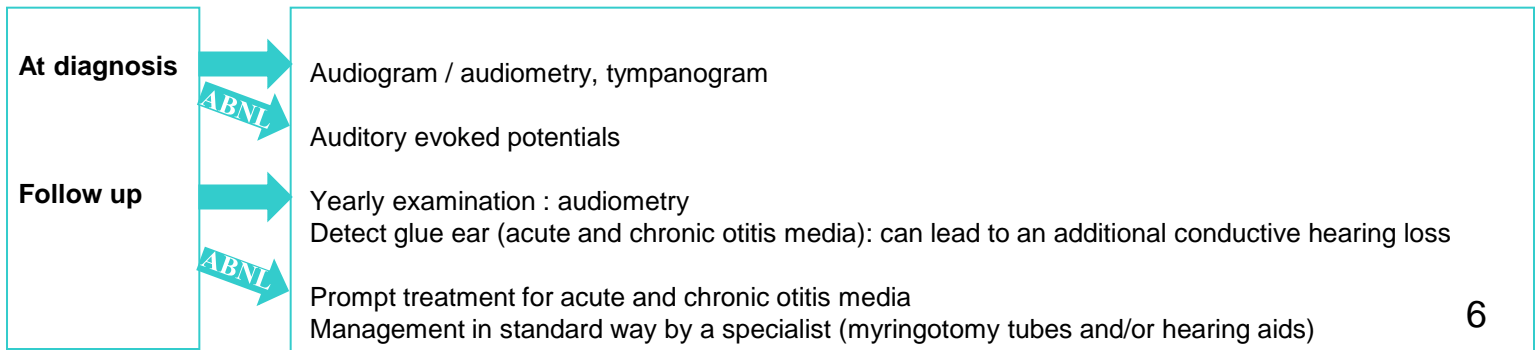 At diagnosis
Audiogram / audiometry, tympanogram
ABNL
Auditory evoked potentials
Follow up
Yearly examination : audiometry
Detect glue ear (acute and chronic otitis media): can lead to an additional conductive hearing loss
ABNL
Prompt treatment for acute and chronic otitis media
Management in standard way by a specialist (myringotomy tubes and/or hearing aids)
6